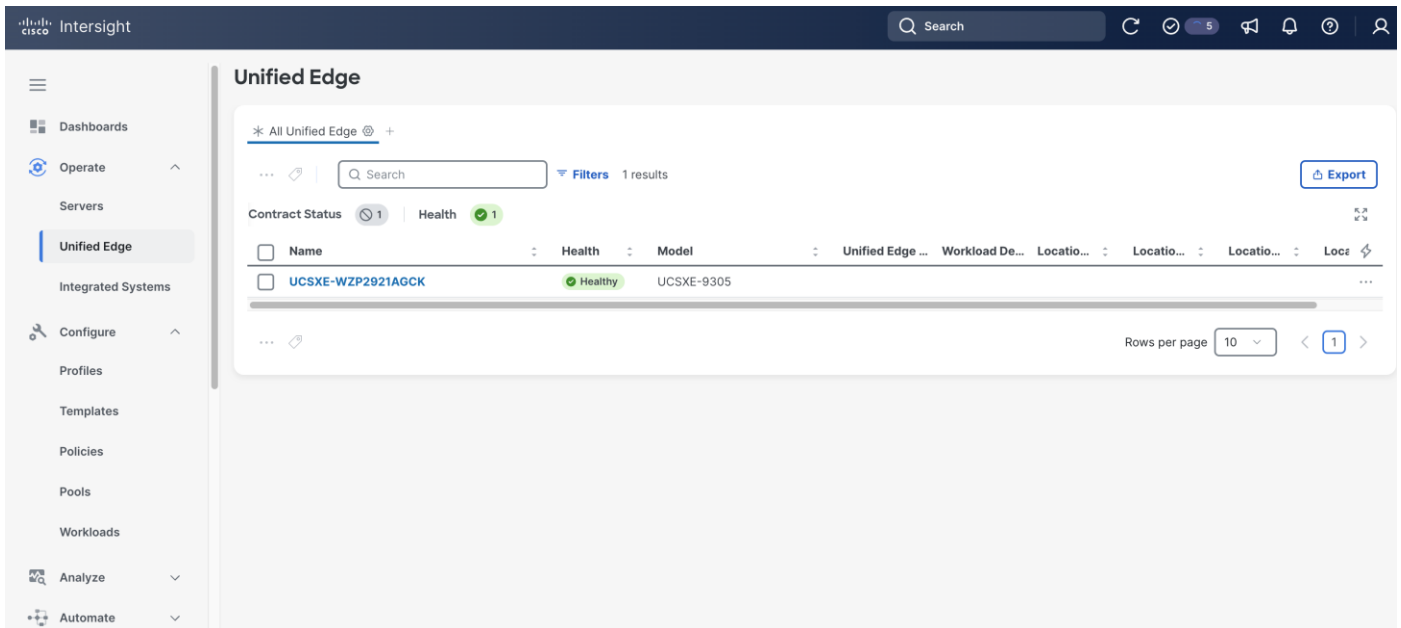 cisco Intersight
Search
5
Unified Edge
Dashboards
Operate
Servers
Unified Edge
Integrated Systems
Configure
Profiles
Templates
Policies
Pools
Workloads
Analyze
Automate
All Unified Edge +
Search Filters 1 results Export
Contract Status 1 Health 1
Name Health Model Unified Edge ... Workload De... Locatio... Locatio... Locatio... Loca
UCSXE-WZP2921AGCK Healthy UCSXE-9305 ...
... Rows per page 10 < 1 >